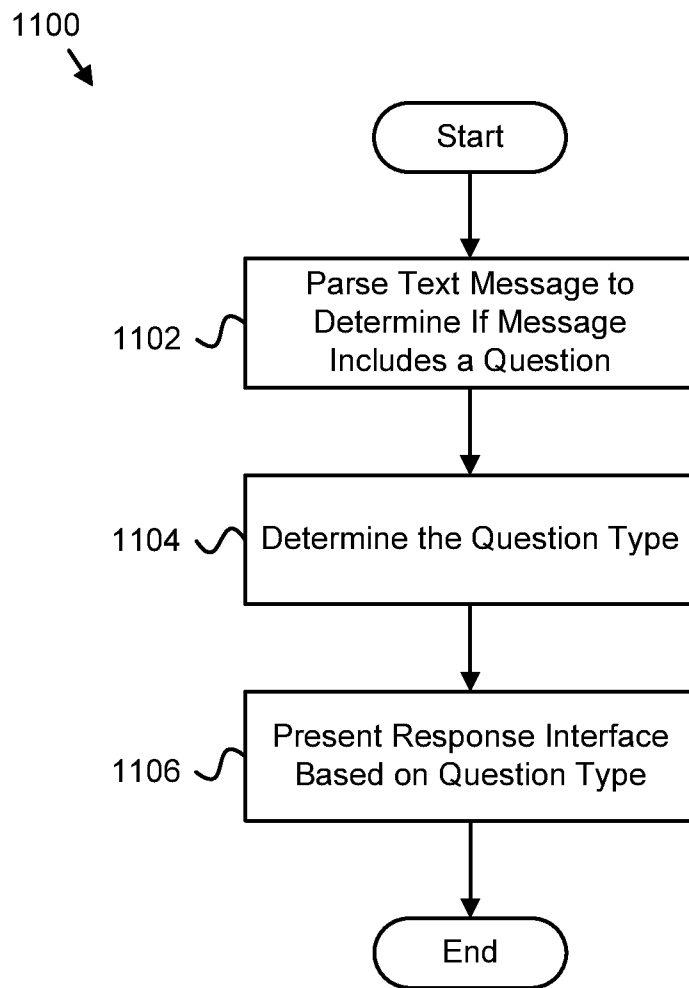 1100
Start
Parse Text Message to
Determine If Message
Includes a Question
1102
Determine the Question Type
1104
Present Response Interface
Based on Question Type
1106
End